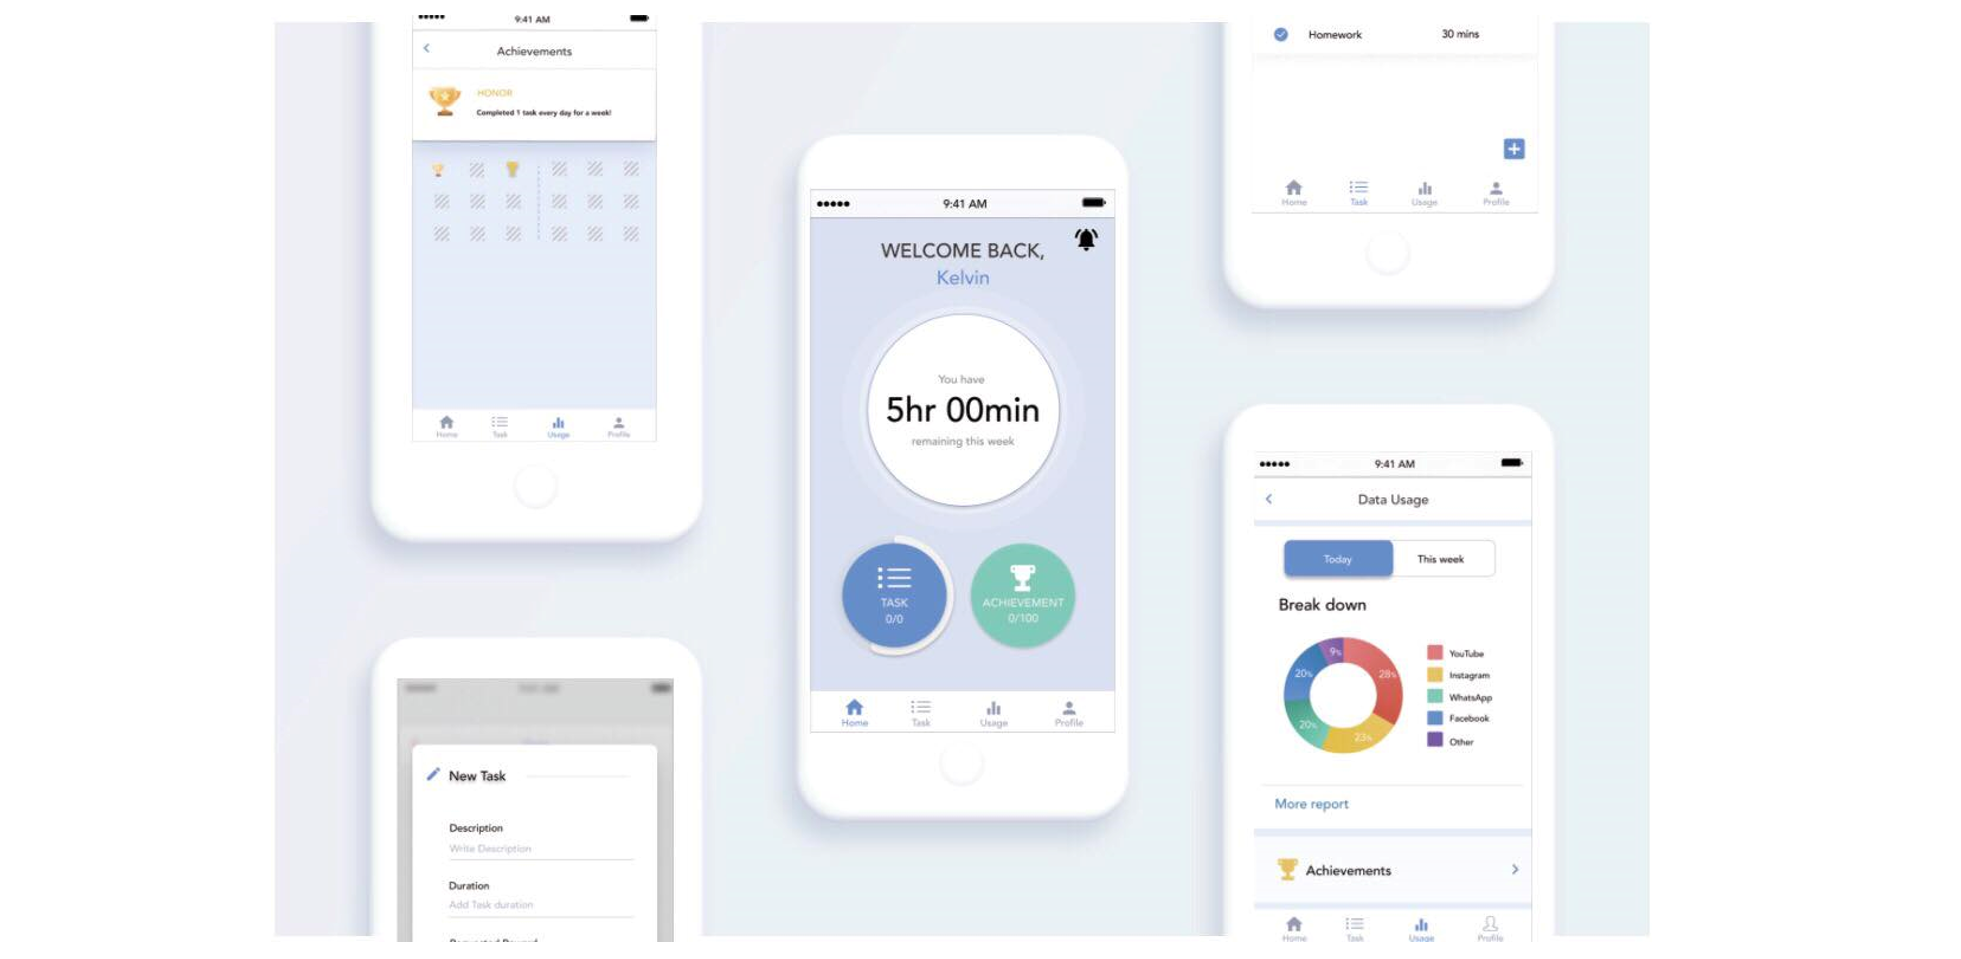 9:41 AM
Achievements
HONOR
Completed 1 task every day for a week!
Home Task Usage Profile
New Task
Description
Write Description
Duration
Add Task duration
9:41 AM
WELCOME BACK,
Kelvin
You have
5hr 00min
remaining this week
TASK
0/0
ACHIEVEMENT
0/100
Home Task Usage Profile
Homework 30 mins
Home Task Usage Profile
9:41 AM
Data Usage
Today This week
Break down
9%
28%
23%
20%
20%
YouTube
Instagram
WhatsApp
Facebook
Other
More report
Achievements
Home Task Usage Profile